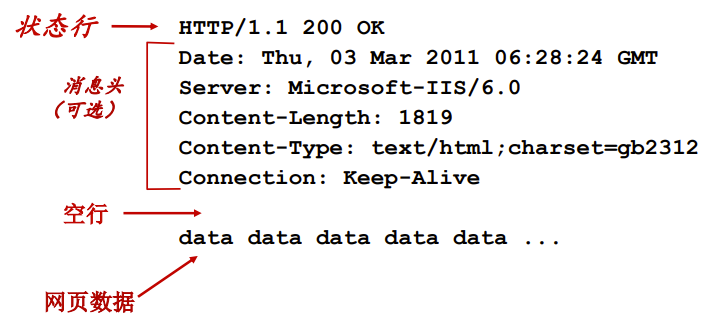 状态行
HTTP/1.1 200 OK
Date: Thu, 03 Mar 2011 06:28:24 GMT
消息头
(可选)
Server: Microsoft-IIS/6.0
Content-Length: 1819
Content-Type: text/html;charset=gb2312
Connection: Keep-Alive
空行
data data data data data ...
网页数据